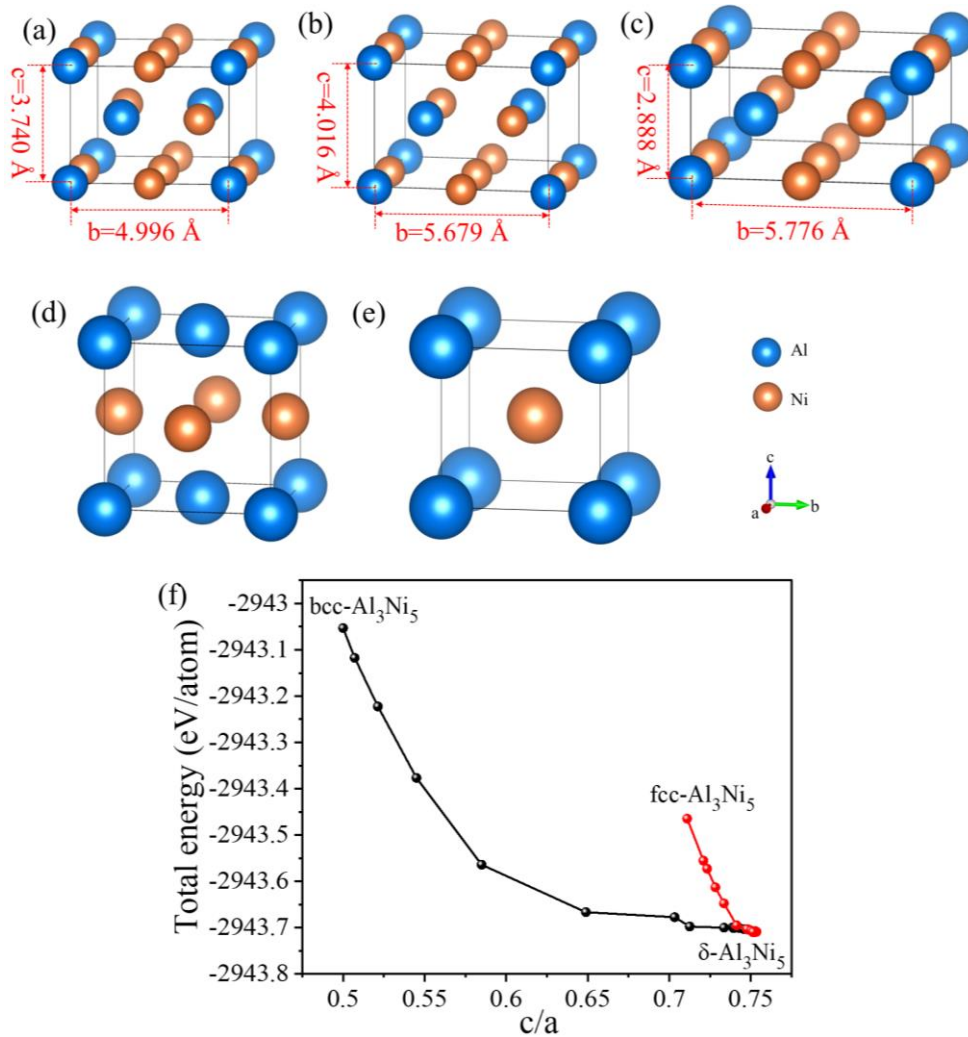 (a)
c=3.740 Å
b=4.996 Å
(b)
c=4.016 Å
b=5.679 Å
(c)
c=2.888 Å
b=5.776 Å
(d)
(e)
Al
Ni
c
b
a
(f)
Total energy (eV/atom)
-2943
-2943.1
-2943.2
-2943.3
-2943.4
-2943.5
-2943.6
-2943.7
-2943.8
bcc-Al₃Ni₅
fcc-Al₃Ni₅
δ-Al₃Ni₅
0.5 0.55 0.6 0.65 0.7 0.75
c/a